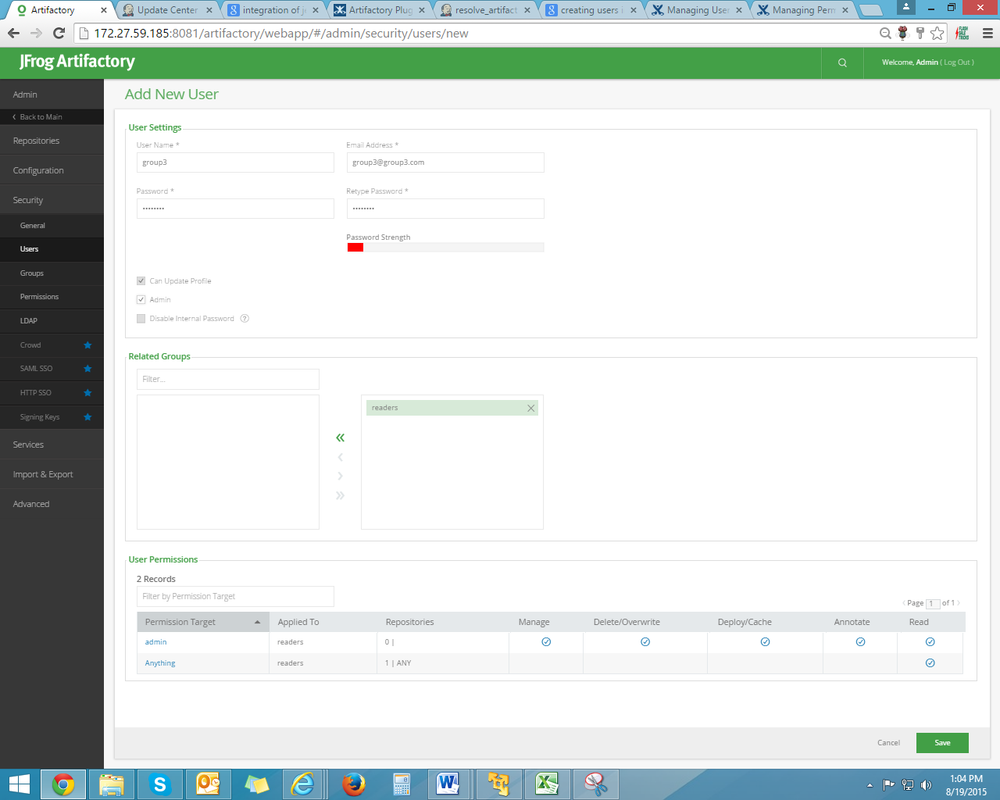 Artifactory
Update Center
integration of j
Artifactory Plug
resolve_artifact
creating users i
Managing User
Managing Perm
172.27.59.185:8081/artifactory/webapp/#/admin/security/users/new
JFrog Artifactory
Welcome, Admin ( Log Out )
Admin
Back to Main
Repositories
Configuration
Security
General
Users
Groups
Permissions
LDAP
Crowd
SAML SSO
HTTP SSO
Signing Keys
Services
Import & Export
Advanced
Add New User
User Settings
User Name *
Email Address *
group3
group3@group3.com
Password *
Retype Password *
••••••••
••••••••
Password Strength
Can Update Profile
Admin
Disable Internal Password ?
Related Groups
Filter...
readers
User Permissions
2 Records
Filter by Permission Target
Page 1 of 1
Permission Target Applied To Repositories Manage Delete/Overwrite Deploy/Cache Annotate Read
admin readers 0 |
Anything readers 1 | ANY
Cancel
Save
1:04 PM
8/19/2015